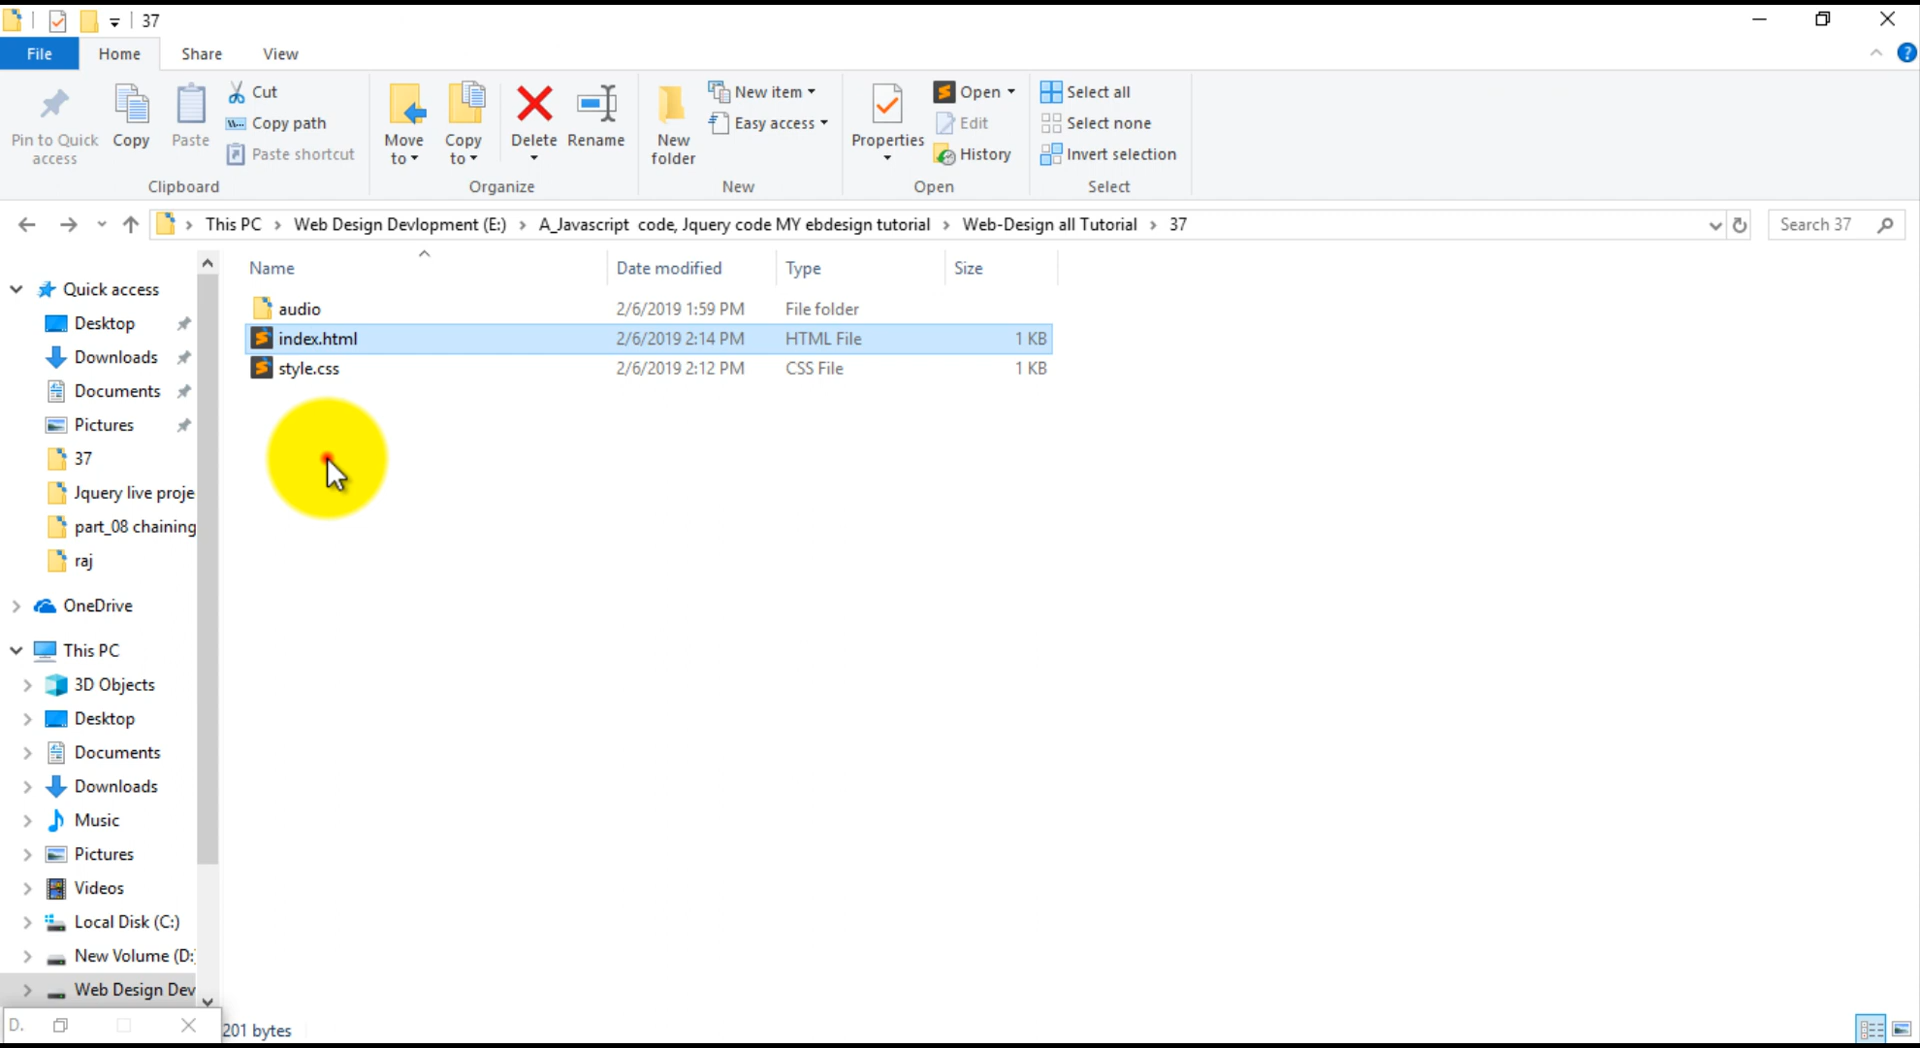 37
File Home Share View
Pin to Quick access
Copy
Paste
Cut
Copy path
Paste shortcut
Clipboard
Move to
Copy to
Delete
Rename
Organize
New folder
New item
Easy access
New
Properties
Open
Edit
History
Open
Select all
Select none
Invert selection
Select
This PC Web Design Devlopment (E:) A_Javascript code, Jquery code MY ebdesign tutorial Web-Design all Tutorial 37
Search 37
Name Date modified Type Size
audio 2/6/2019 1:59 PM File folder
index.html 2/6/2019 2:14 PM HTML File 1 KB
style.css 2/6/2019 2:12 PM CSS File 1 KB
Quick access
Desktop
Downloads
Documents
Pictures
37
Jquery live proje
part_08 chaining
raj
OneDrive
This PC
3D Objects
Desktop
Documents
Downloads
Music
Pictures
Videos
Local Disk (C:)
New Volume (D:
Web Design Dev
D.
201 bytes